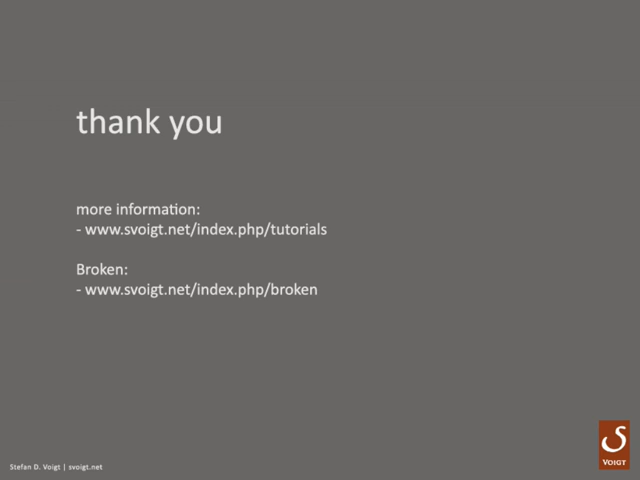 thank you
more information:
- www.svoigt.net/index.php/tutorials
Broken:
- www.svoigt.net/index.php/broken
Stefan D. Voigt | svoigt.net
S
VOIGT